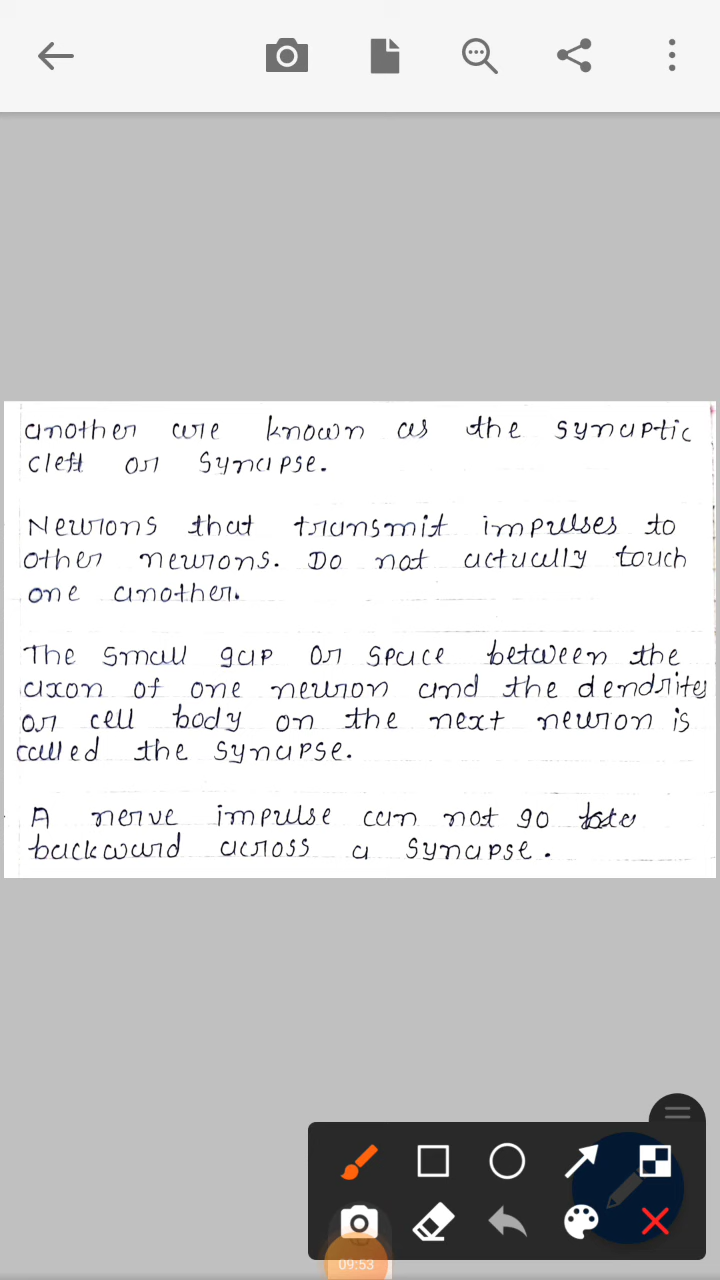 another are known as the synaptic
cleft or synapse.
Neurons that transmit impulses to
other neurons. Do not actually touch
one another.
The small gap or space between the
axon of one neuron and the dendrites
or cell body on the next neuron is
called the synapse.
A nerve impulse can not go
backward across a synapse.
09:53